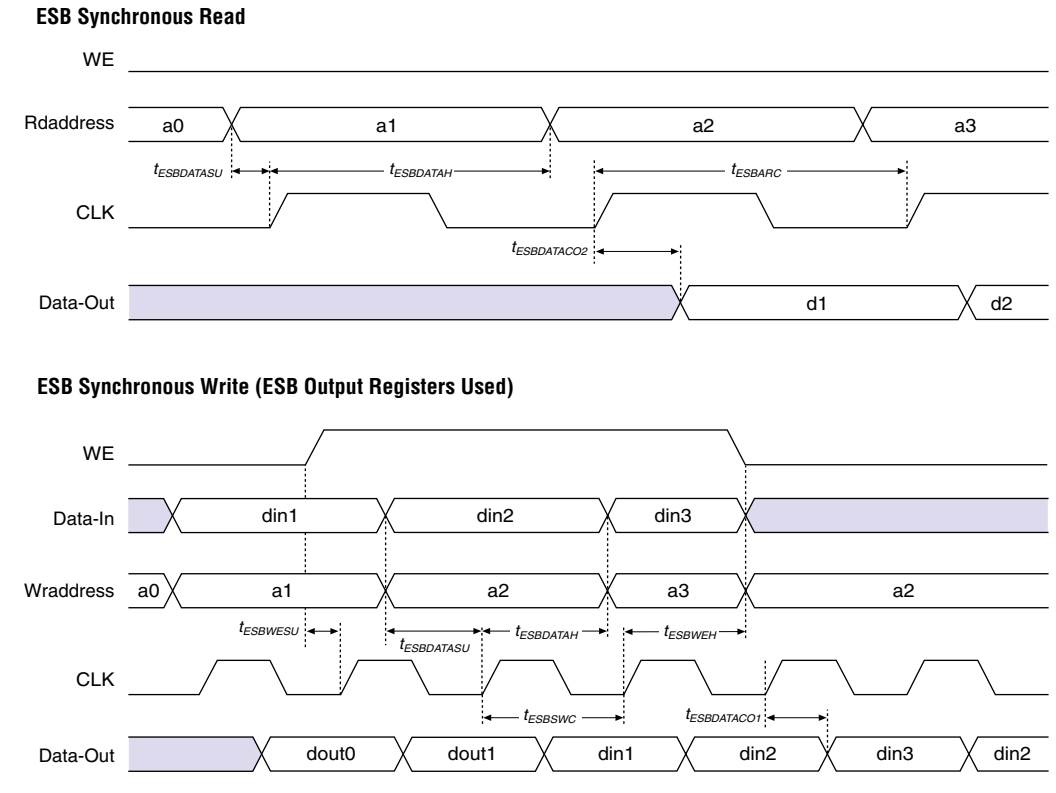 ESB Synchronous Read
WE
Rdaddress a0 a1 a2 a3
tESBDATASU tESBDATAH tESBARC
CLK
tESBDATACO2
Data-Out d1 d2
ESB Synchronous Write (ESB Output Registers Used)
WE
Data-In din1 din2 din3
Wraddress a0 a1 a2 a3 a2
tESBWESU tESBDATASU tESBDATAH tESBWEH
CLK
tESBSWC tESBDATACO1
Data-Out dout0 dout1 din1 din2 din3 din2